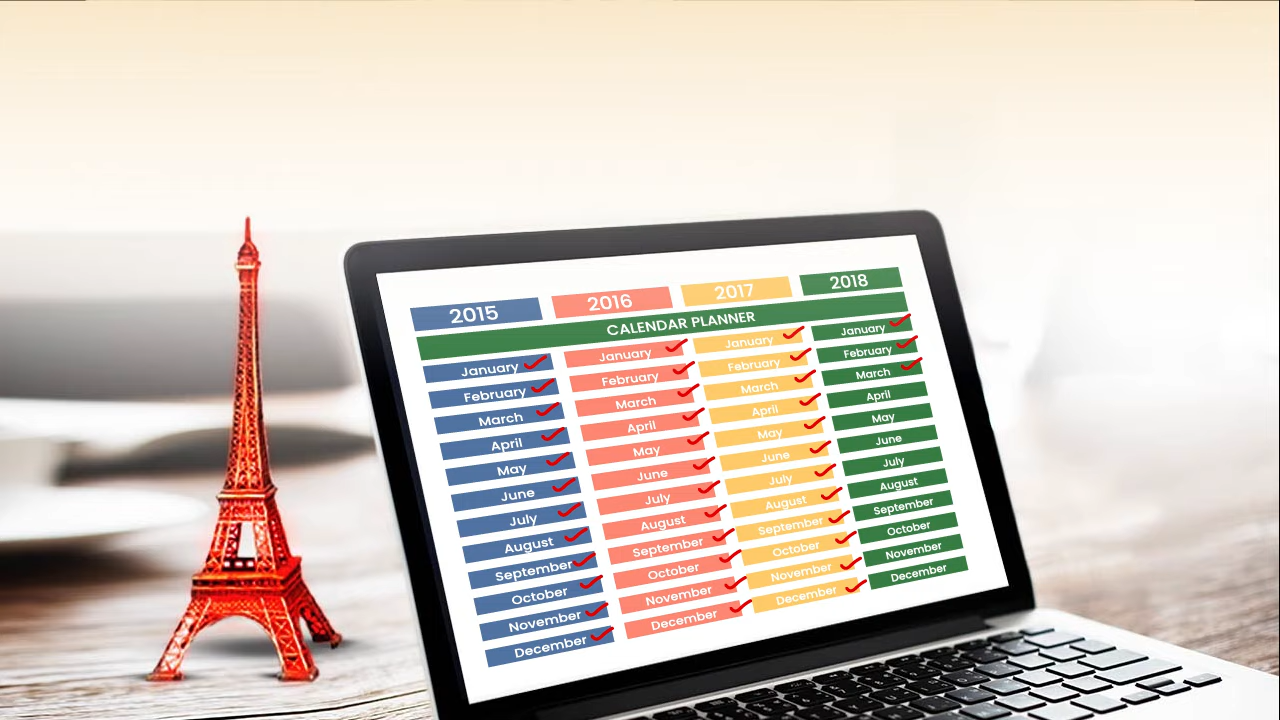 2015 2016 2017 2018
CALENDAR PLANNER
January January January January
February February February February
March March March March
April April April April
May May May May
June June June June
July July July July
August August August August
September September September September
October October October October
November November November November
December December December December